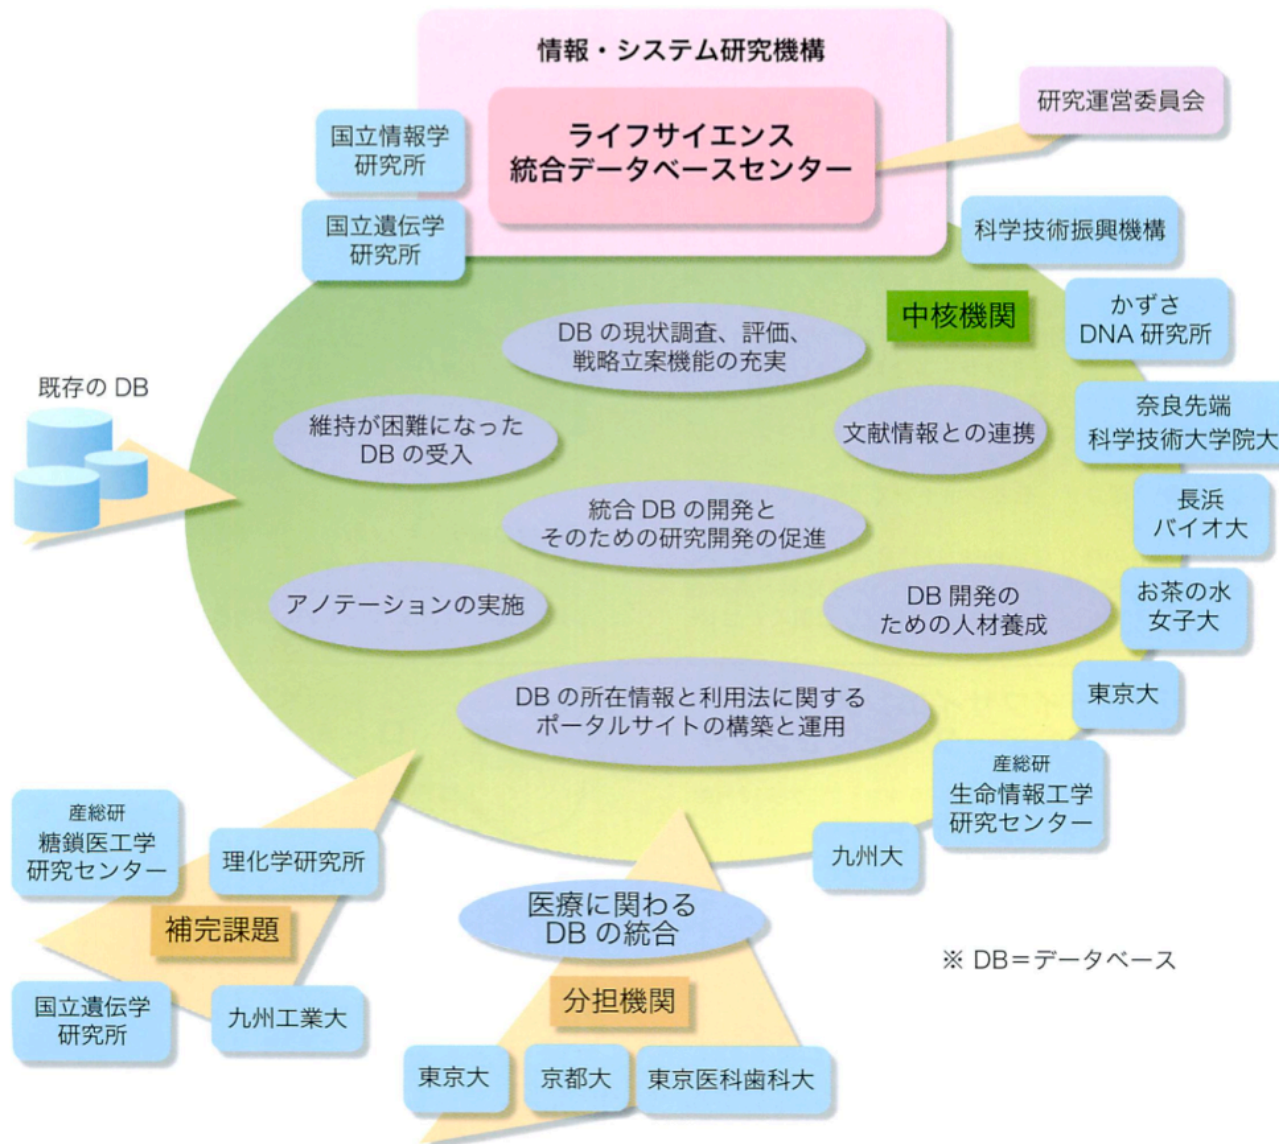 情報・システム研究機構
ライフサイエンス
統合データベースセンター
研究運営委員会
国立情報学
研究所
国立遺伝学
研究所
科学技術振興機構
中核機関
かずさ
DNA 研究所
DB の現状調査、評価、
戦略立案機能の充実
既存の DB
維持が困難になった
DB の受入
文献情報との連携
奈良先端
科学技術大学院大
統合 DB の開発と
そのための研究開発の促進
長浜
バイオ大
アノテーションの実施
DB 開発の
ための人材養成
お茶の水
女子大
DB の所在情報と利用法に関する
ポータルサイトの構築と運用
東京大
産総研
生命情報工学
研究センター
九州大
産総研
糖鎖医工学
研究センター
理化学研究所
補完課題
国立遺伝学
研究所
九州工業大
医療に関わる
DB の統合
分担機関
東京大
京都大
東京医科歯科大
※ DB＝データベース